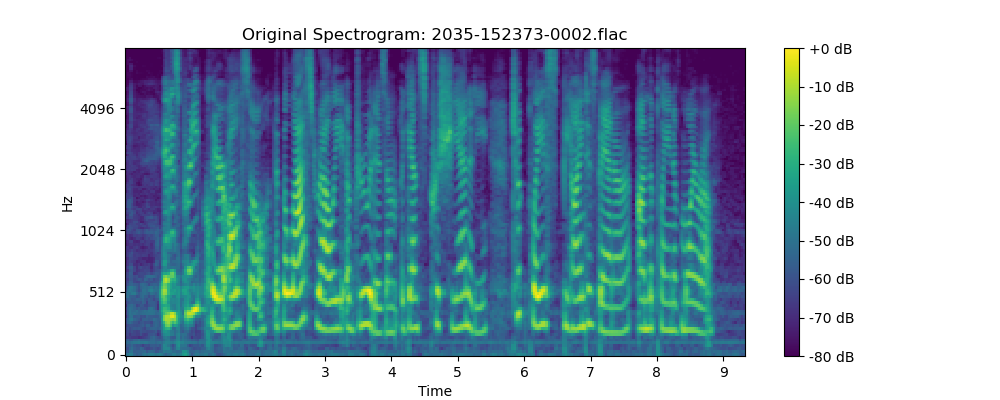 Original Spectrogram: 2035-152373-0002.flac
Hz
4096
2048
1024
512
0
0 1 2 3 4 5 6 7 8 9
Time
+0 dB
-10 dB
-20 dB
-30 dB
-40 dB
-50 dB
-60 dB
-70 dB
-80 dB